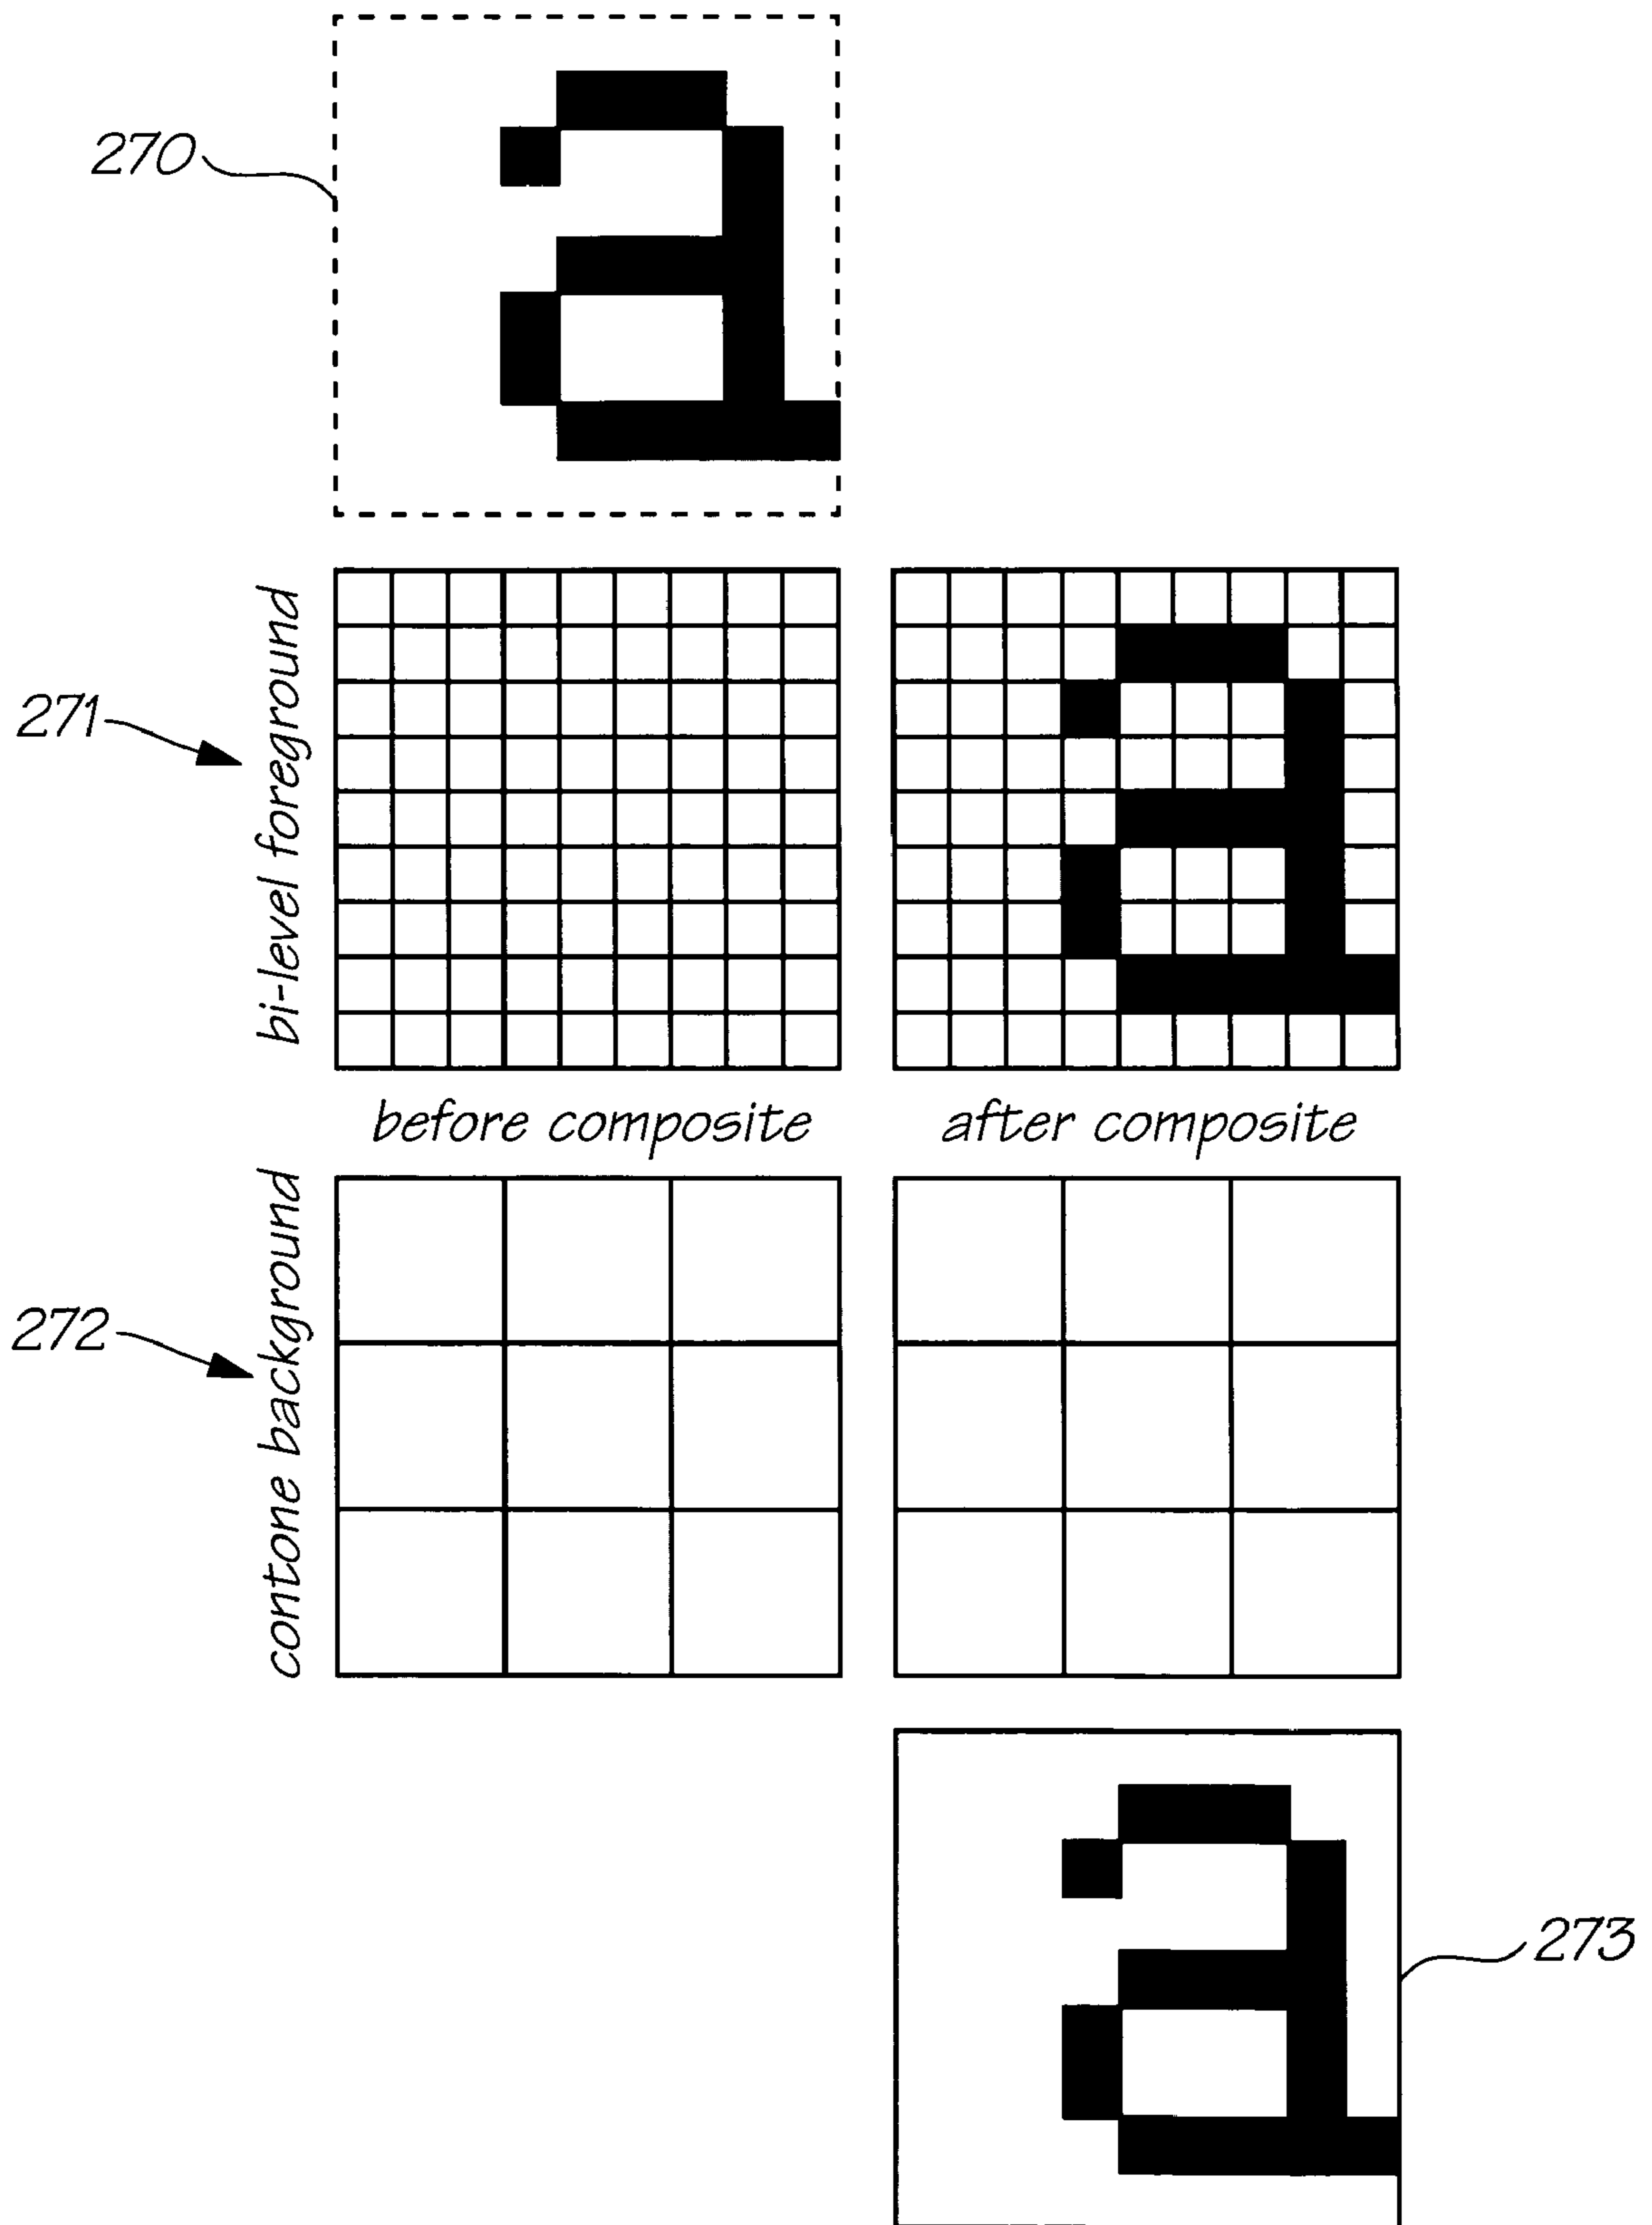 270
271
bi-level foreground
before composite
after composite
272
contone background
273